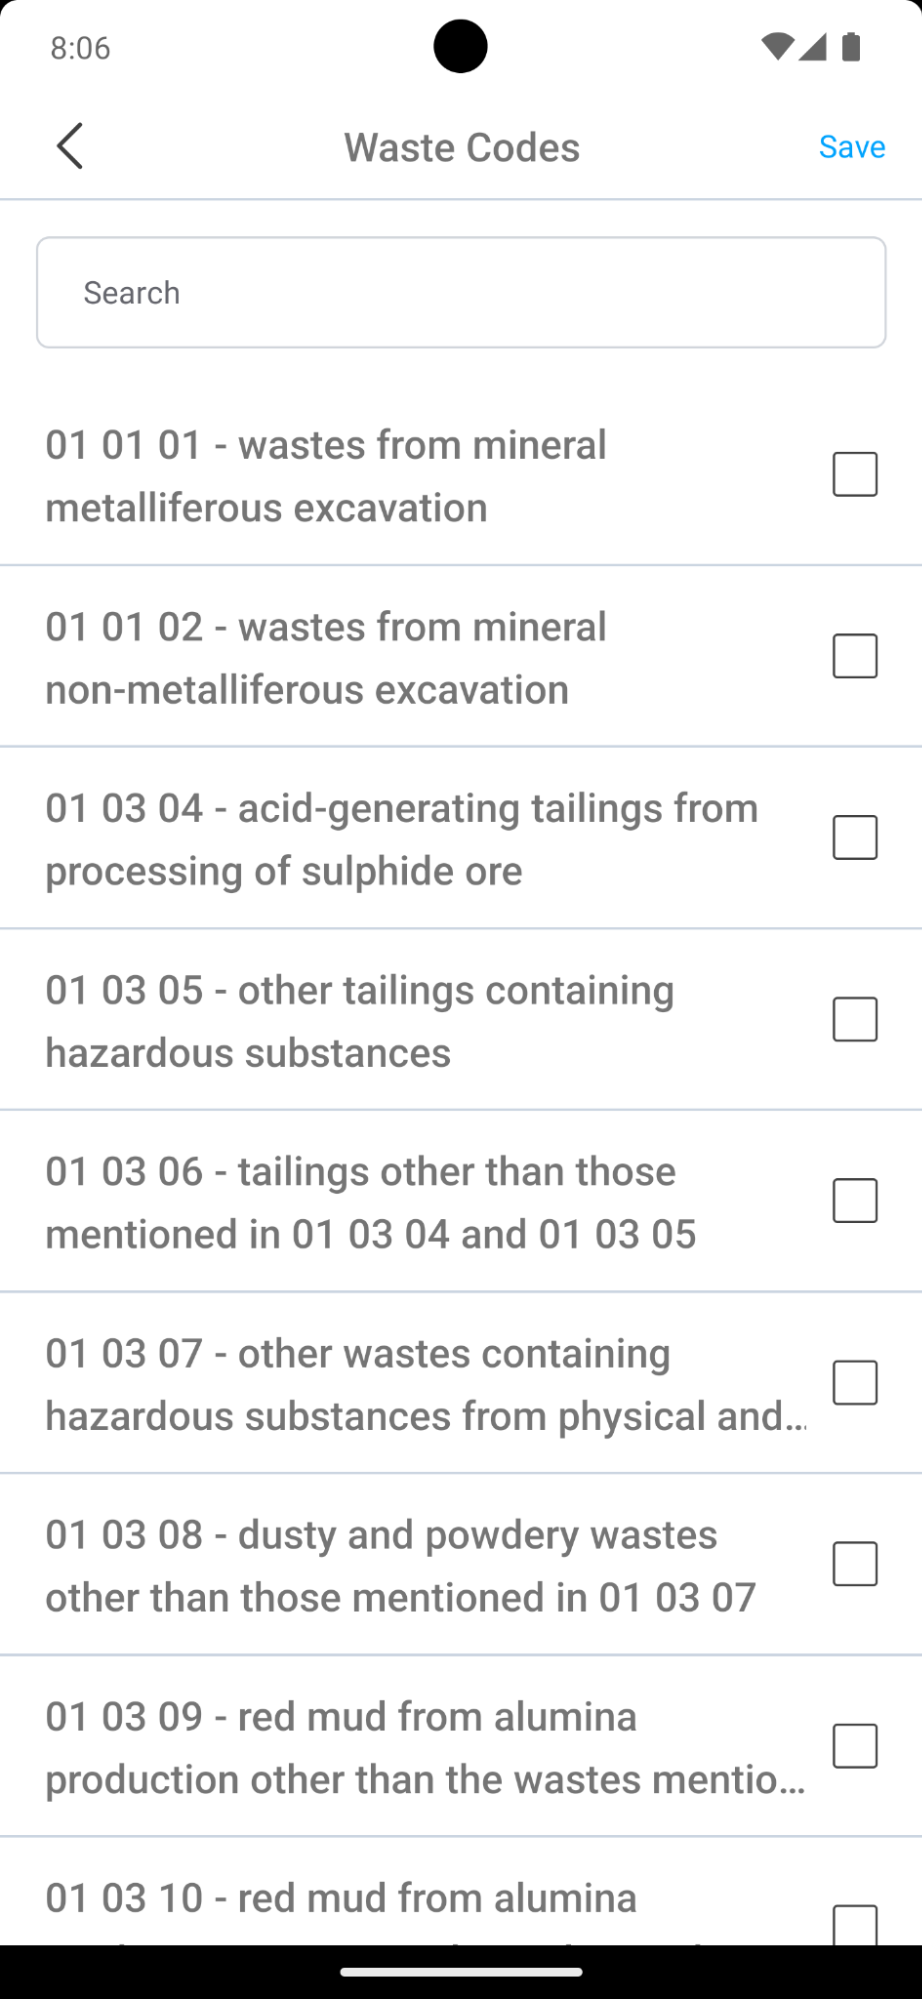 8:06
Waste Codes
Save
Search
01 01 01 - wastes from mineral
metalliferous excavation
01 01 02 - wastes from mineral
non-metalliferous excavation
01 03 04 - acid-generating tailings from
processing of sulphide ore
01 03 05 - other tailings containing
hazardous substances
01 03 06 - tailings other than those
mentioned in 01 03 04 and 01 03 05
01 03 07 - other wastes containing
hazardous substances from physical and...
01 03 08 - dusty and powdery wastes
other than those mentioned in 01 03 07
01 03 09 - red mud from alumina
production other than the wastes mentio...
01 03 10 - red mud from alumina